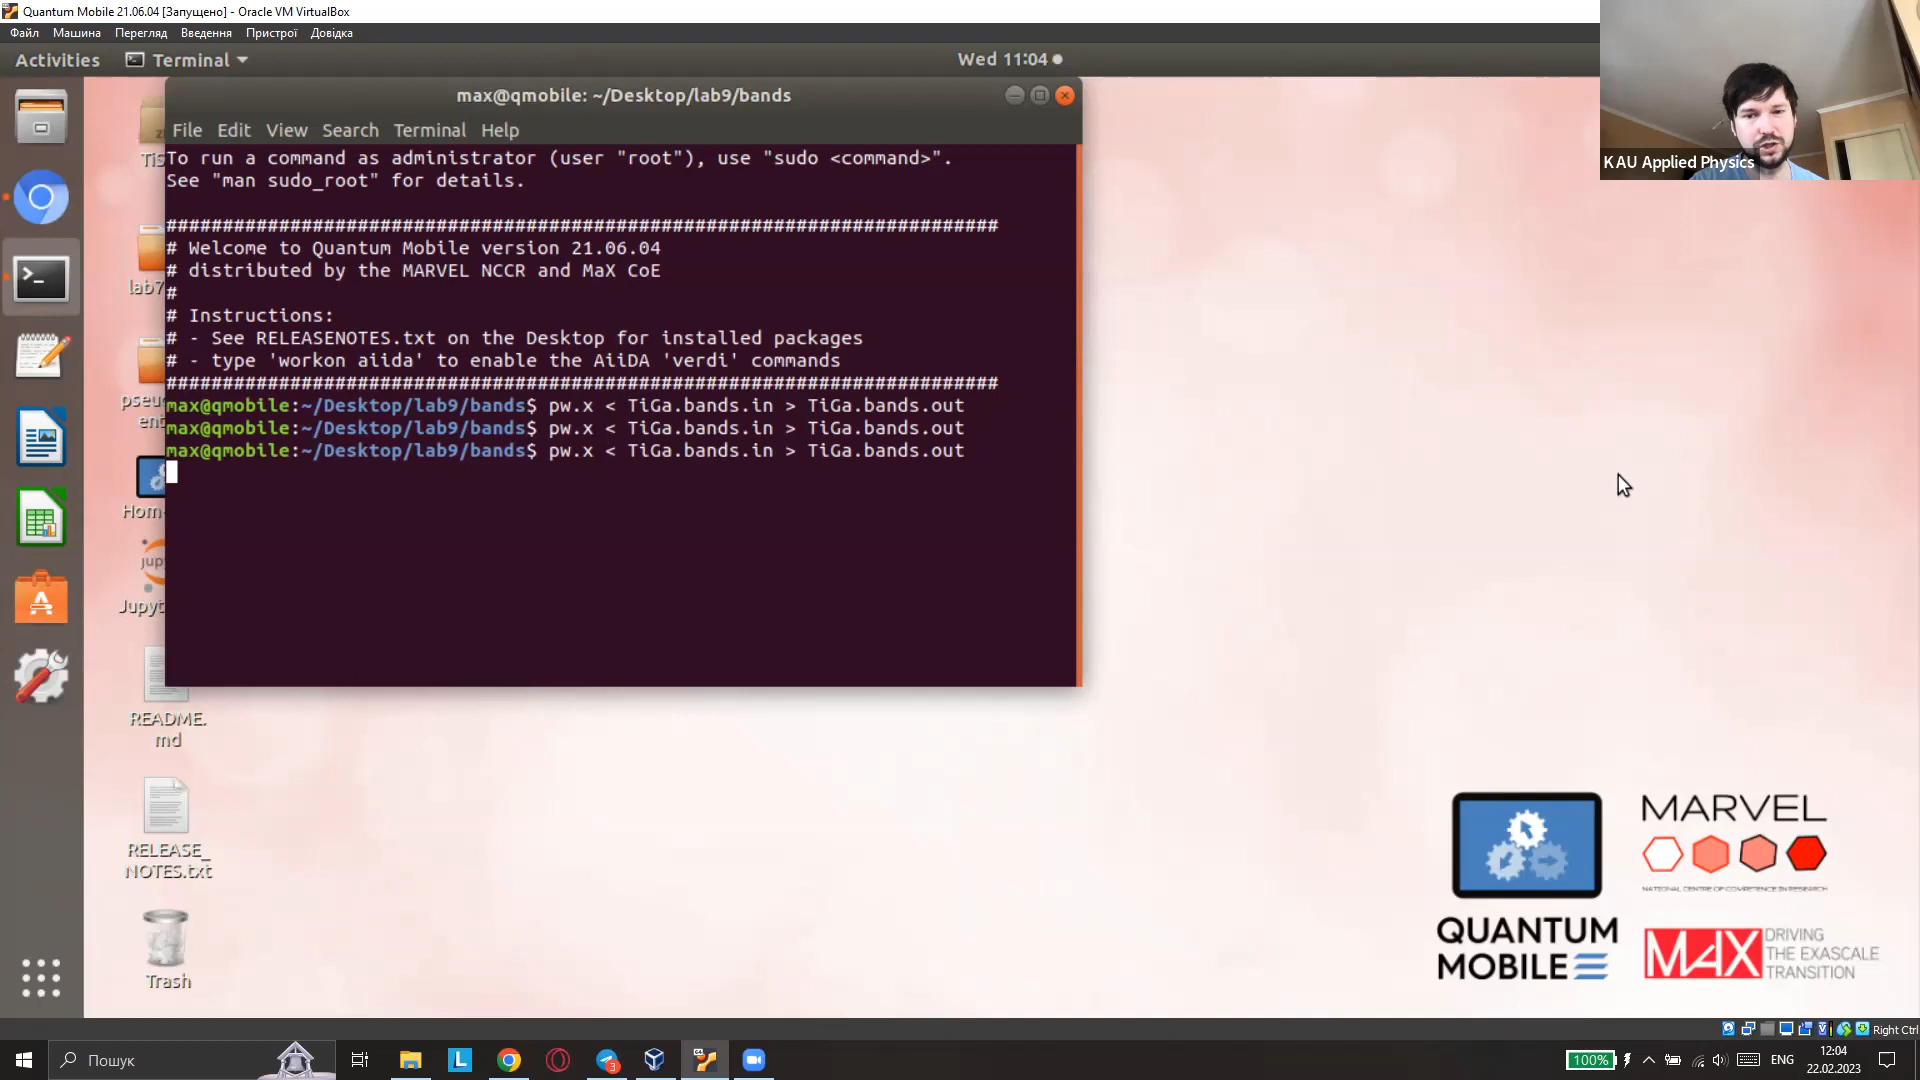 Quantum Mobile 21.06.04 [Запущено] - Oracle VM VirtualBox
Файл Машина Перегляд Введення Пристрої Довідка
Activities Terminal Wed 11:04
max@qmobile: ~/Desktop/lab9/bands
File Edit View Search Terminal Help
To run a command as administrator (user "root"), use "sudo <command>".
See "man sudo_root" for details.
##########################################################################
# Welcome to Quantum Mobile version 21.06.04
# distributed by the MARVEL NCCR and MaX CoE
#
# Instructions:
# - See RELEASENOTES.txt on the Desktop for installed packages
# - type 'workon aiida' to enable the AiiDA 'verdi' commands
##########################################################################
max@qmobile:~/Desktop/lab9/bands$ pw.x < TiGa.bands.in > TiGa.bands.out
max@qmobile:~/Desktop/lab9/bands$ pw.x < TiGa.bands.in > TiGa.bands.out
max@qmobile:~/Desktop/lab9/bands$ pw.x < TiGa.bands.in > TiGa.bands.out
KAU Applied Physics
README.
md
RELEASE_
NOTES.txt
Trash
QUANTUM
MOBILE
MARVEL
NATIONAL CENTRE OF COMPETENCE IN RESEARCH
MAX
DRIVING
THE EXASCALE
TRANSITION
Right Ctrl
Пошук
100%
ENG
12:04
22.02.2023